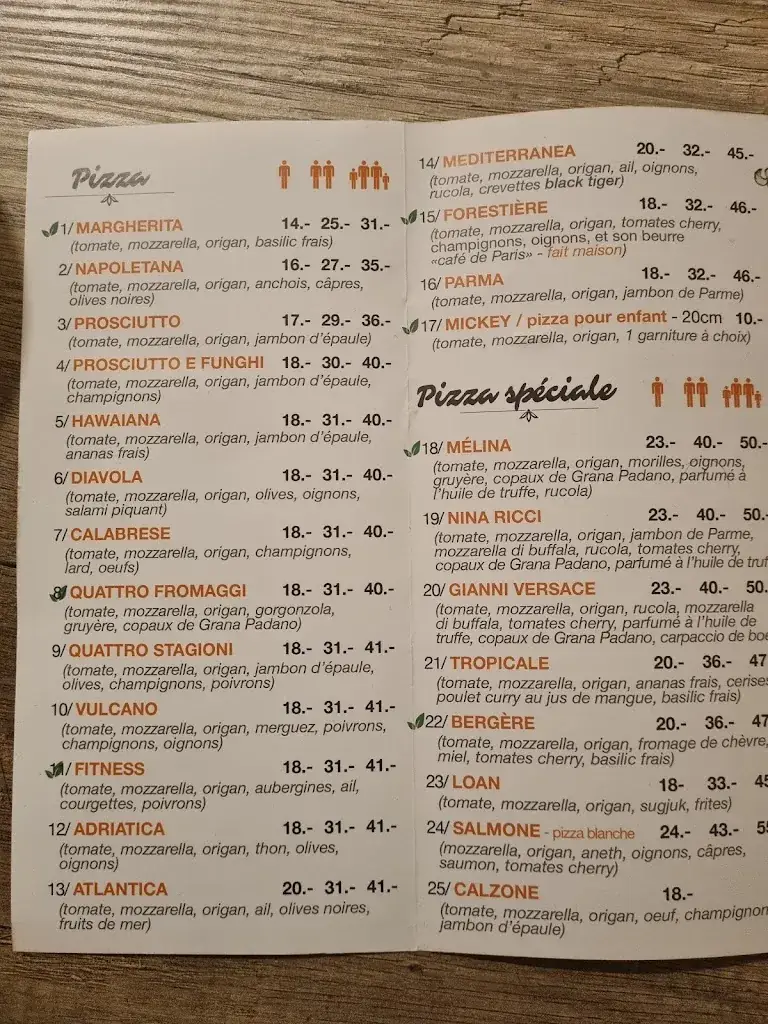 Pizza
1/ MARGHERITA 14.- 25.- 31.-
(tomate, mozzarella, origan, basilic frais)
2/ NAPOLETANA 16.- 27.- 35.-
(tomate, mozzarella, origan, anchois, câpres,
olives noires)
3/ PROSCIUTTO 17.- 29.- 36.-
(tomate, mozzarella, origan, jambon d'épaule)
4/ PROSCIUTTO E FUNGHI 18.- 30.- 40.-
(tomate, mozzarella, origan, jambon d'épaule,
champignons)
5/ HAWAIANA 18.- 31.- 40.-
(tomate, mozzarella, origan, jambon d'épaule,
ananas frais)
6/ DIAVOLA 18.- 31.- 40.-
(tomate, mozzarella, origan, olives, oignons,
salami piquant)
7/ CALABRESE 18.- 31.- 40.-
(tomate, mozzarella, origan, champignons,
lard, oeufs)
8/ QUATTRO FROMAGGI 18.- 31.- 40.-
(tomate, mozzarella, origan, gorgonzola,
gruyère, copaux de Grana Padano)
9/ QUATTRO STAGIONI 18.- 31.- 41.-
(tomate, mozzarella, origan, jambon d'épaule,
olives, champignons, poivrons)
10/ VULCANO 18.- 31.- 41.-
(tomate, mozzarella, origan, merguez, poivrons,
champignons, oignons)
11/ FITNESS 18.- 31.- 41.-
(tomate, mozzarella, origan, aubergines, ail,
courgettes, poivrons)
12/ ADRIATICA 18.- 31.- 41.-
(tomate, mozzarella, origan, thon, olives,
oignons)
13/ ATLANTICA 20.- 31.- 41.-
(tomate, mozzarella, origan, ail, olives noires,
fruits de mer)
14/ MEDITERRANEA 20.- 32.- 45.-
(tomate, mozzarella, origan, ail, oignons,
rucola, crevettes black tiger)
15/ FORESTIÈRE 18.- 32.- 46.-
(tomate, mozzarella, origan, tomates cherry,
champignons, oignons, et son beurre
«café de Paris» - fait maison)
16/ PARMA 18.- 32.- 46.-
(tomate, mozzarella, origan, jambon de Parme)
17/ MICKEY / pizza pour enfant - 20cm 10.-
(tomate, mozzarella, origan, 1 garniture à choix)
Pizza spéciale
18/ MÉLINA 23.- 40.- 50.-
(tomate, mozzarella, origan, morilles, oignons,
gruyère, copaux de Grana Padano, parfumé à
l'huile de truffe, rucola)
19/ NINA RICCI 23.- 40.- 50.-
(tomate, mozzarella, origan, jambon de Parme,
mozzarella di buffala, rucola, tomates cherry,
copaux de Grana Padano, parfumé à l'huile de truf
20/ GIANNI VERSACE 23.- 40.- 50.
(tomate, mozzarella, origan, rucola, mozzarella
di buffala, tomates cherry, parfumé à l'huile de
truffe, copaux de Grana Padano, carpaccio de boe
21/ TROPICALE 20.- 36.- 47
(tomate, mozzarella, origan, ananas frais, cerises
poulet curry au jus de mangue, basilic frais)
22/ BERGÈRE 20.- 36.- 47
(tomate, mozzarella, origan, fromage de chèvre,
miel, tomates cherry, basilic frais)
23/ LOAN 18- 33.- 45
(tomate, mozzarella, origan, sugjuk, frites)
24/ SALMONE - pizza blanche 24.- 43.- 55
(mozzarella, origan, aneth, oignons, câpres,
saumon, tomates cherry)
25/ CALZONE 18.-
(tomate, mozzarella, origan, oeuf, champignon
jambon d'épaule)